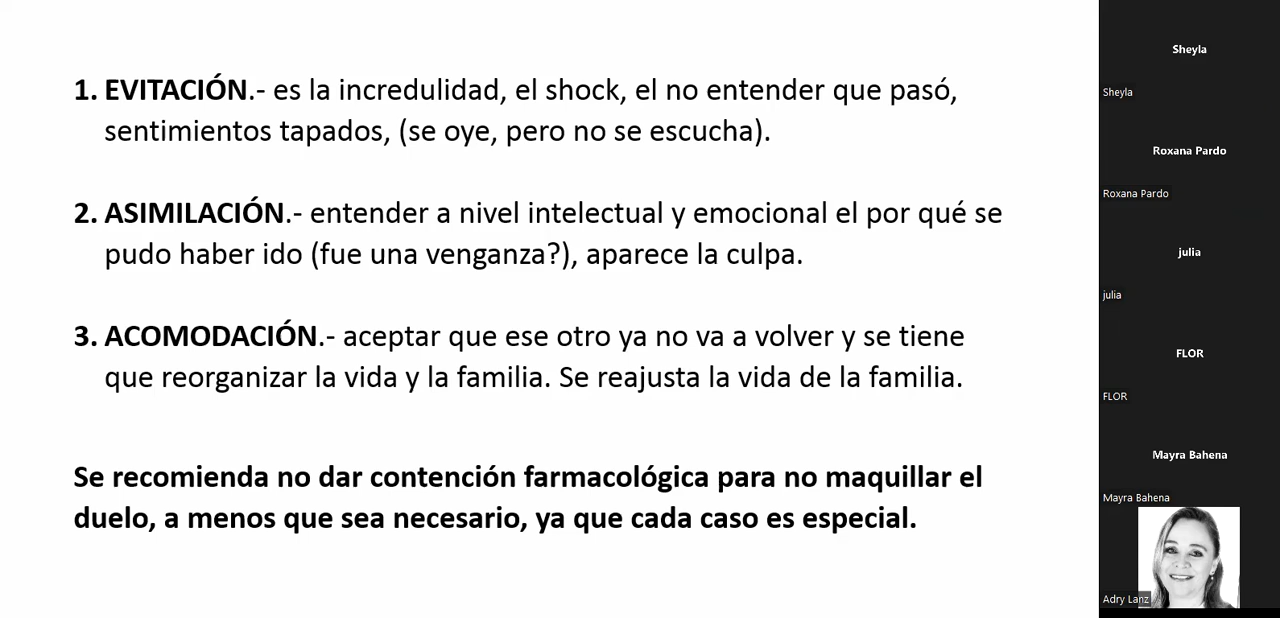 1. EVITACIÓN.- es la incredulidad, el shock, el no entender que pasó,
sentimientos tapados, (se oye, pero no se escucha).
2. ASIMILACIÓN.- entender a nivel intelectual y emocional el por qué se
pudo haber ido (fue una venganza?), aparece la culpa.
3. ACOMODACIÓN.- aceptar que ese otro ya no va a volver y se tiene
que reorganizar la vida y la familia. Se reajusta la vida de la familia.
Se recomienda no dar contención farmacológica para no maquillar el
duelo, a menos que sea necesario, ya que cada caso es especial.
Sheyla
Sheyla
Roxana Pardo
Roxana Pardo
julia
julia
FLOR
FLOR
Mayra Bahena
Mayra Bahena
Adry Lanz